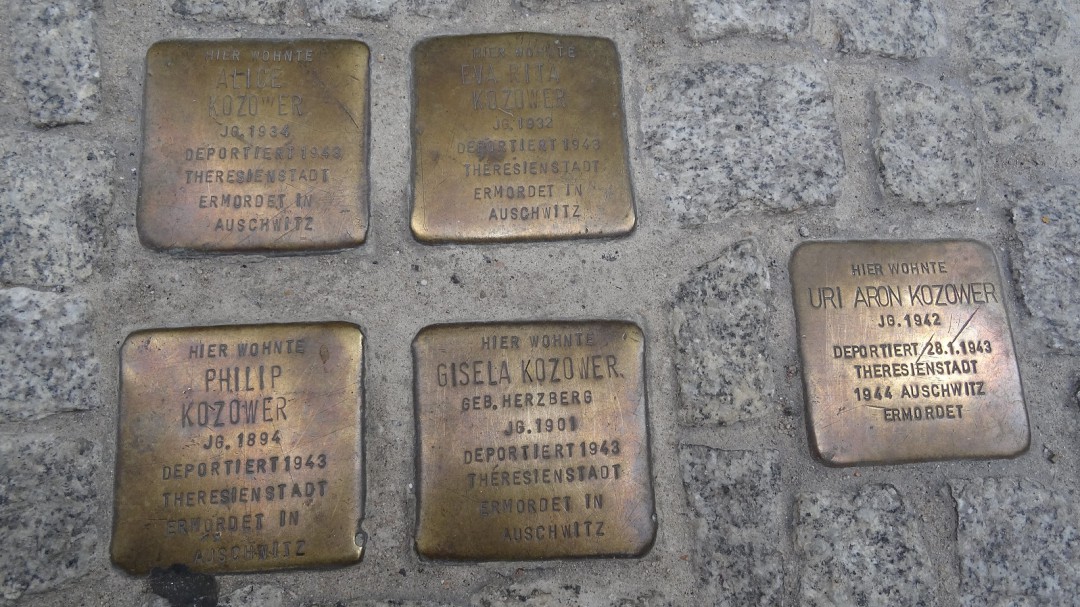 HIER WOHNTE
ALICE
KOZOWER
JG. 1934
DEPORTIERT 1943
THERESIENSTADT
ERMORDET IN
AUSCHWITZ
HIER WOHNTE
EVA RITA
KOZOWER
JG. 1932
DEPORTIERT 1943
THERESIENSTADT
ERMORDET IN
AUSCHWITZ
HIER WOHNTE
URI ARON KOZOWER
JG. 1942
DEPORTIERT 28.1.1943
THERESIENSTADT
1944 AUSCHWITZ
ERMORDET
HIER WOHNTE
PHILIP
KOZOWER
JG. 1894
DEPORTIERT 1943
THERESIENSTADT
ERMORDET IN
AUSCHWITZ
HIER WOHNTE
GISELA KOZOWER
GEB. HERZBERG
JG. 1901
DEPORTIERT 1943
THERESIENSTADT
ERMORDET IN
AUSCHWITZ